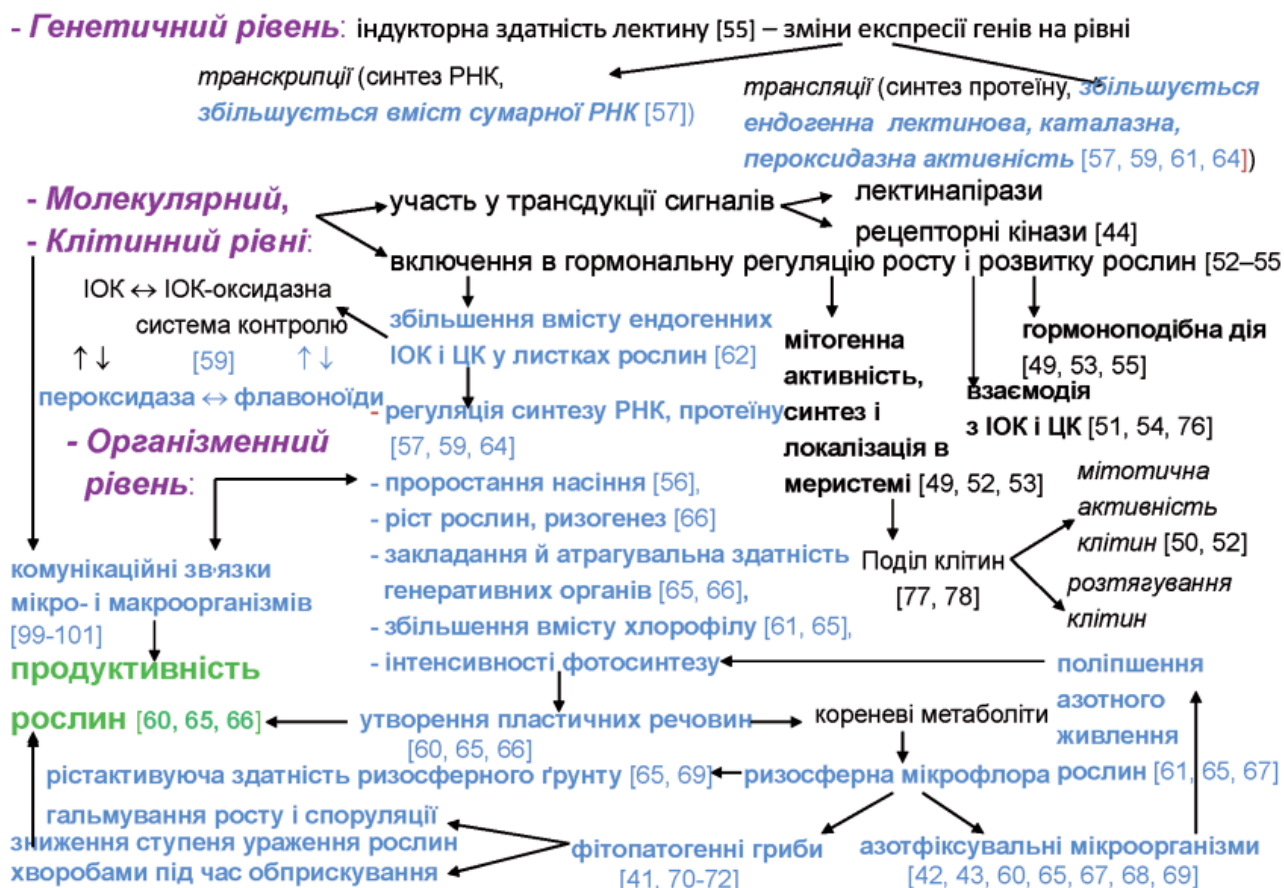 - Генетичний рівень: індукторна здатність лектину [55] – зміни експресії генів на рівні
транскрипції (синтез РНК,
збільшується вміст сумарної РНК [57])
трансляції (синтез протеїну, збільшується
ендогенна лектинова, каталазна,
пероксидазна активність [57, 59, 61, 64])
- Молекулярний,
- Клітинний рівні:
участь у трансдукції сигналів
лектинапірази
рецепторні кінази [44]
включення в гормональну регуляцію росту і розвитку рослин [52–55
ІОК ↔ ІОК-оксидазна
система контролю
↑↓ [59] ↑↓
пероксидаза ↔ флавоноїди
збільшення вмісту ендогенних
ІОК і ЦК у листках рослин [62]
- регуляція синтезу РНК, протеїну
[57, 59, 64]
мітогенна
активність,
синтез і
локалізація в
меристемі [49, 52, 53]
гормоноподібна дія
[49, 53, 55]
взаємодія
з ІОК і ЦК [51, 54, 76]
- Організменний
рівень:
- проростання насіння [56],
- ріст рослин, ризогенез [66]
- закладання й атрагувальна здатність
генеративних органів [65, 66],
- збільшення вмісту хлорофілу [61, 65],
- інтенсивності фотосинтезу
Поділ клітин
[77, 78]
мітотична
активність
клітин [50, 52]
розтягування
клітин
комунікаційні зв'язки
мікро- і макроорганізмів
[99-101]
продуктивність
рослин [60, 65, 66]
утворення пластичних речовин
[60, 65, 66]
кореневі метаболіти
поліпшення
азотного
живлення
рослин [61, 65, 67]
рістактивуюча здатність ризосферного ґрунту [65, 69]
ризосферна мікрофлора
гальмування росту і споруляції
зниження ступеня ураження рослин
хворобами під час обприскування
фітопатогенні гриби
[41, 70-72]
азотфіксувальні мікроорганізми
[42, 43, 60, 65, 67, 68, 69]